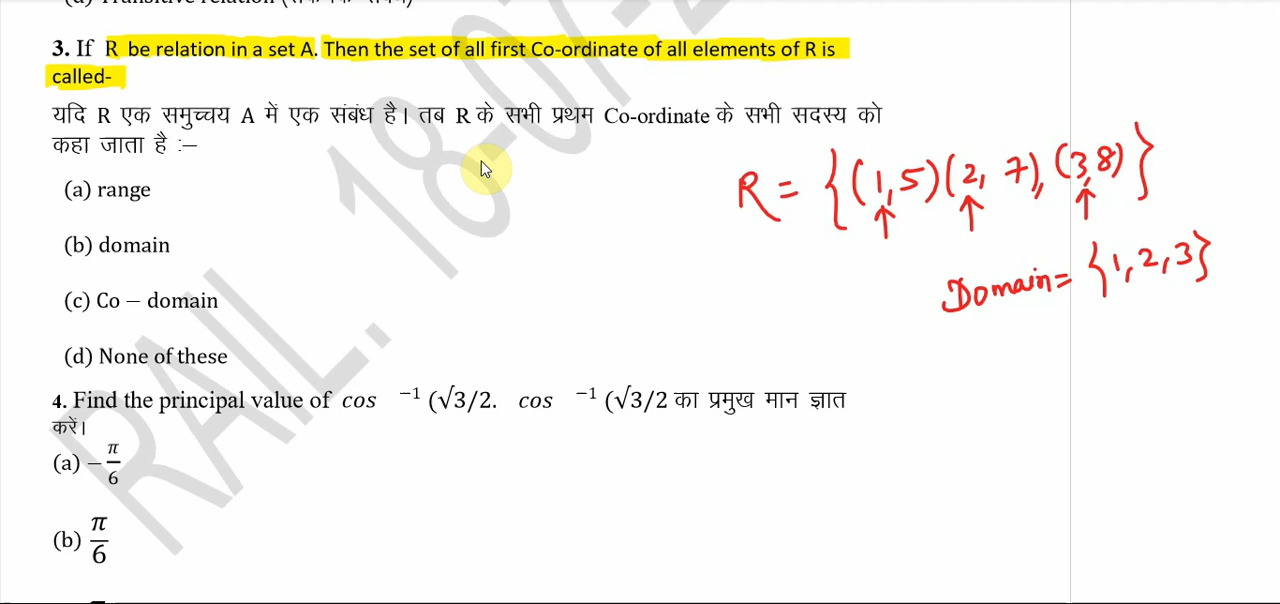 3. If R be relation in a set A. Then the set of all first Co-ordinate of all elements of R is
called-
यदि R एक समुच्चय A में एक संबंध है। तब R के सभी प्रथम Co-ordinate के सभी सदस्य को
कहा जाता है :–
(a) range
(b) domain
(c) Co – domain
(d) None of these
R = {(1,5)(2, 7),(3,8)}
Domain= {1,2,3}
4. Find the principal value of cos ⁻¹ (√3/2. cos ⁻¹ (√3/2 का प्रमुख मान ज्ञात
करें।
(a) −π/6
(b) π/6
RAIL. 18-07-2